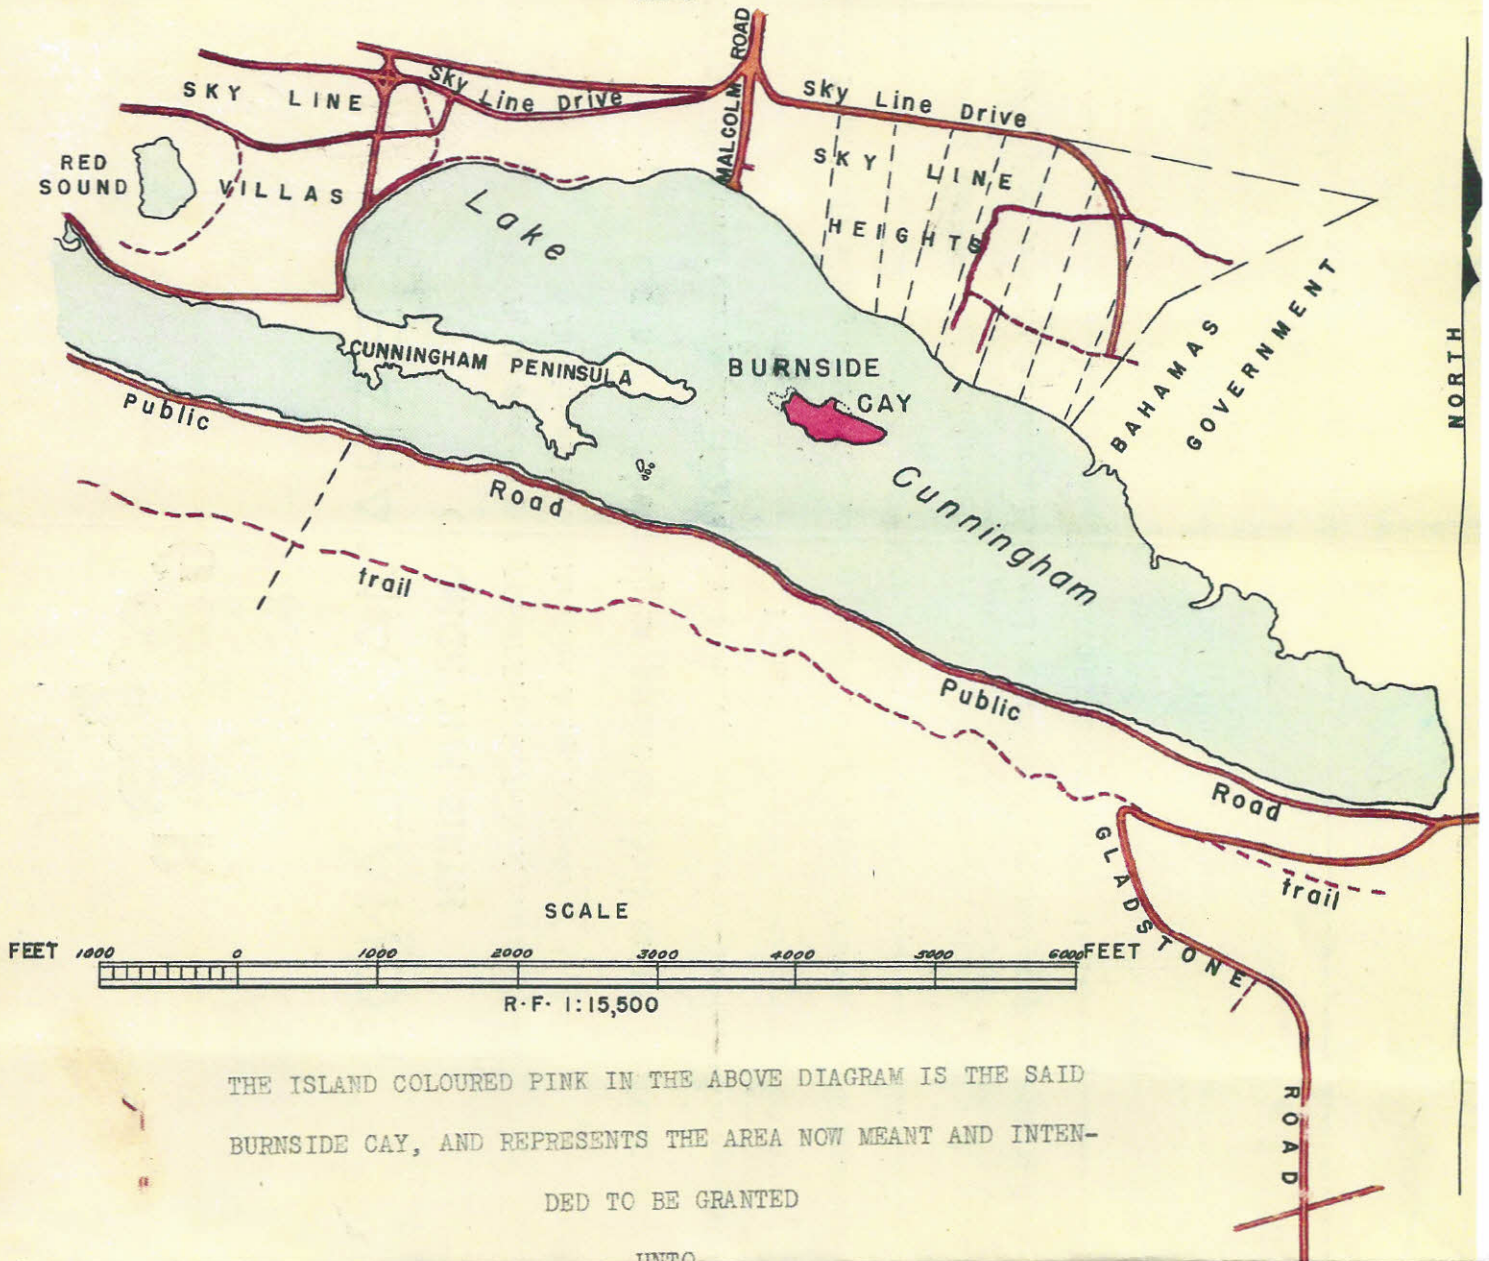 MALCOLM ROAD
Sky Line Drive
Sky Line Drive
SKY LINE
VILLAS
RED
SOUND
SKY LINE
HEIGHTS
Lake
Cunningham
CUNNINGHAM PENINSULA
BURNSIDE
CAY
BAHAMAS
GOVERNMENT
NORTH
Public
Road
trail
Public
Road
GLADSTONE
ROAD
trail
SCALE
FEET 1000 0 1000 2000 3000 4000 5000 6000 FEET
R·F· 1:15,500
THE ISLAND COLOURED PINK IN THE ABOVE DIAGRAM IS THE SAID
BURNSIDE CAY, AND REPRESENTS THE AREA NOW MEANT AND INTEN-
DED TO BE GRANTED
UNTO